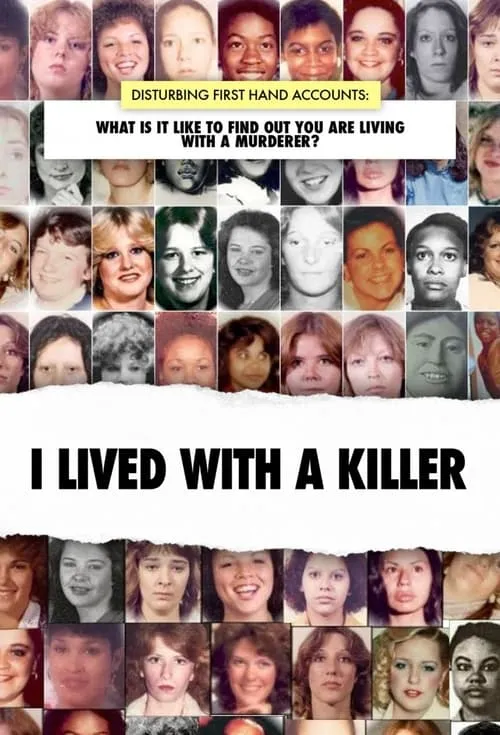 DISTURBING FIRST HAND ACCOUNTS:
WHAT IS IT LIKE TO FIND OUT YOU ARE LIVING
WITH A MURDERER?
I LIVED WITH A KILLER